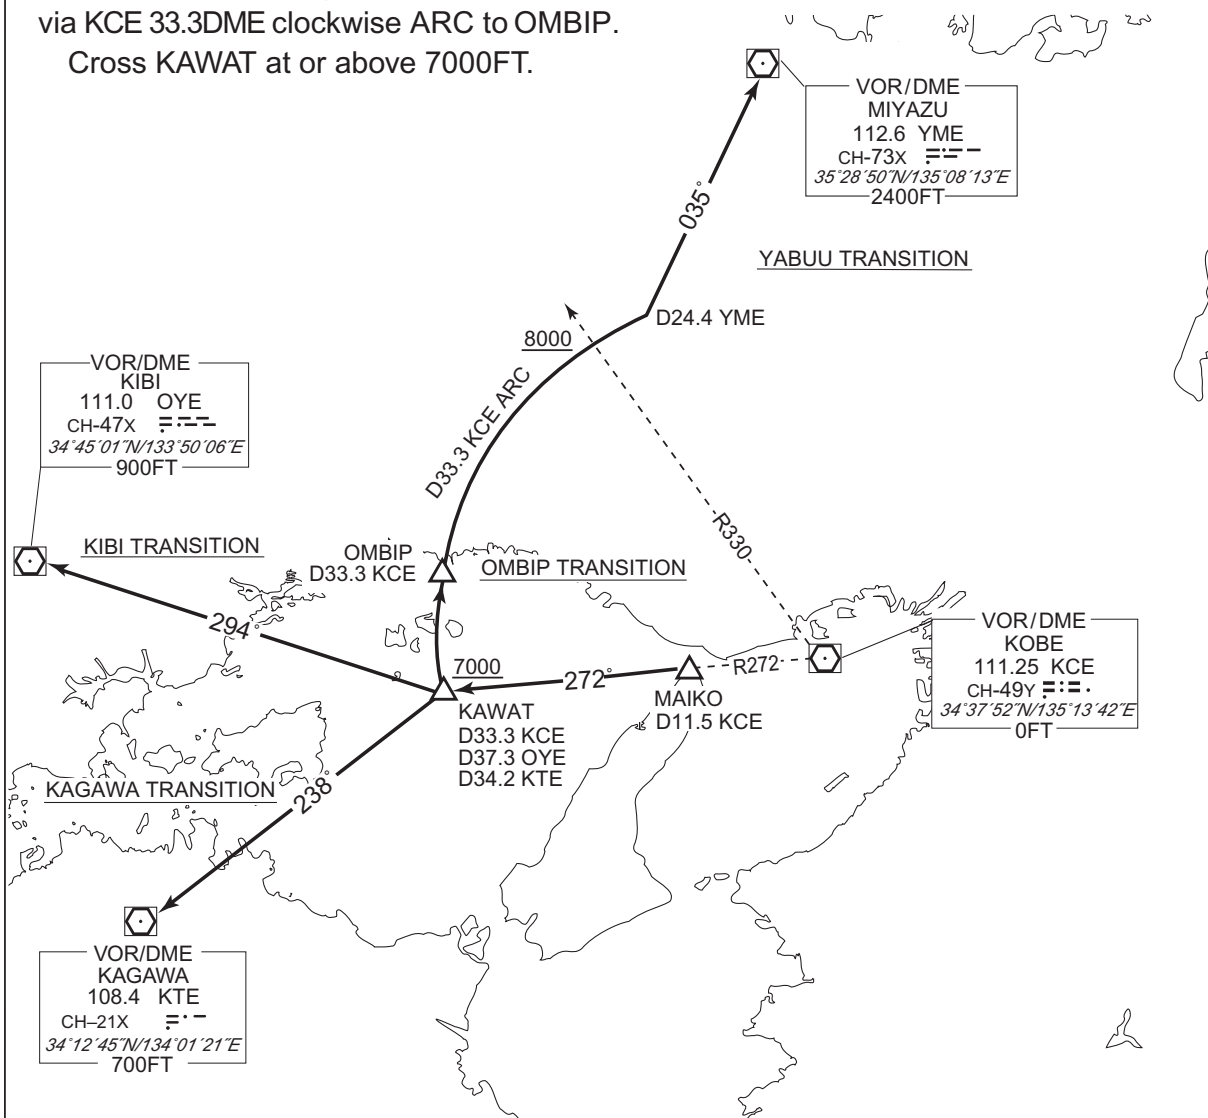 via KCE 33.3DME clockwise ARC to OMBIP.
Cross KAWAT at or above 7000FT.
VOR/DME
MIYAZU
112.6 YME
CH-73X
35°28´50˝N/135°08´13˝E
2400FT
035°
YABUU TRANSITION
D24.4 YME
8000
VOR/DME
KIBI
111.0 OYE
CH-47X
34°45´01˝N/133°50´06˝E
900FT
D33.3 KCE ARC
R330
KIBI TRANSITION
OMBIP
D33.3 KCE
OMBIP TRANSITION
294°
7000
272°
R272
MAIKO
D11.5 KCE
VOR/DME
KOBE
111.25 KCE
CH-49Y
34°37´52˝N/135°13´42˝E
0FT
KAWAT
D33.3 KCE
D37.3 OYE
D34.2 KTE
KAGAWA TRANSITION
238°
VOR/DME
KAGAWA
108.4 KTE
CH–21X
34°12´45˝N/134°01´21˝E
700FT